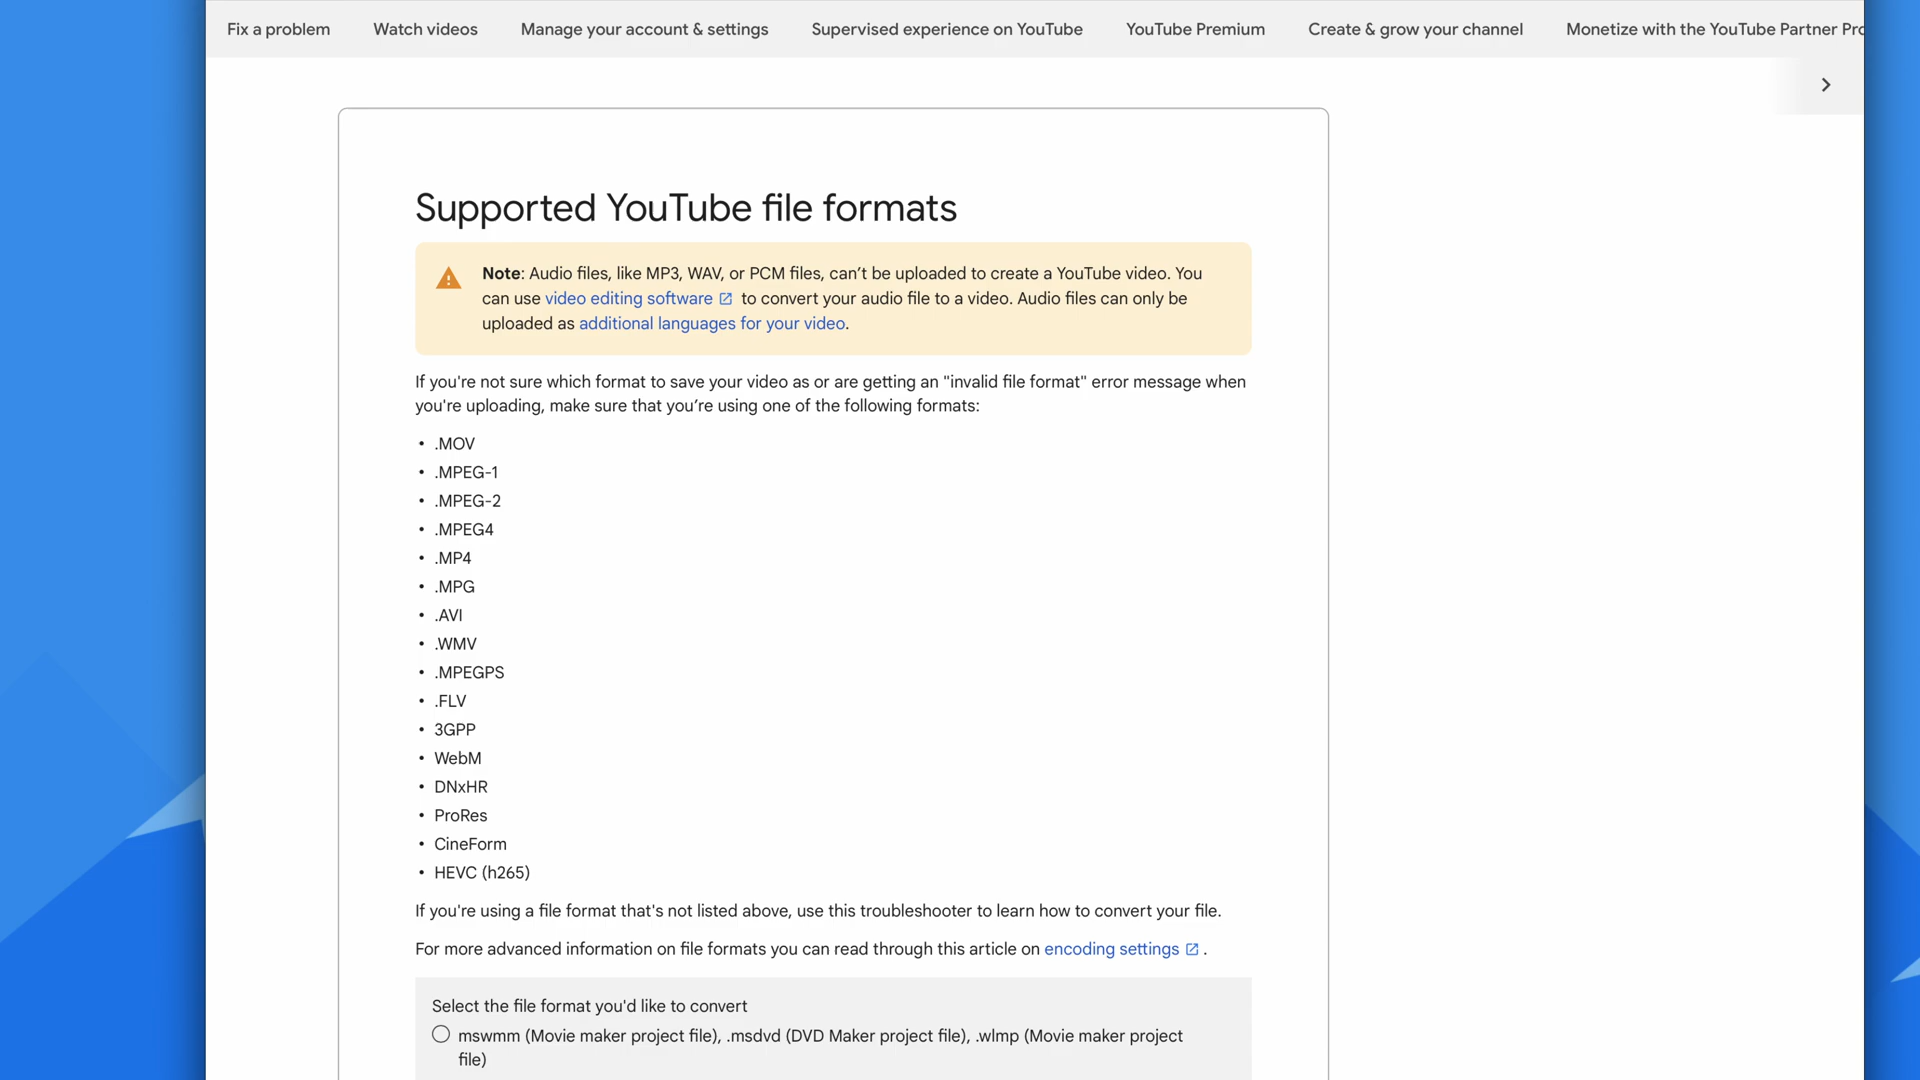 Fix a problem Watch videos Manage your account & settings Supervised experience on YouTube YouTube Premium Create & grow your channel Monetize with the YouTube Partner Pro
Supported YouTube file formats
Note: Audio files, like MP3, WAV, or PCM files, can’t be uploaded to create a YouTube video. You
can use video editing software to convert your audio file to a video. Audio files can only be
uploaded as additional languages for your video.
If you're not sure which format to save your video as or are getting an "invalid file format" error message when
you're uploading, make sure that you’re using one of the following formats:
• .MOV
• .MPEG-1
• .MPEG-2
• .MPEG4
• .MP4
• .MPG
• .AVI
• .WMV
• .MPEGPS
• .FLV
• 3GPP
• WebM
• DNxHR
• ProRes
• CineForm
• HEVC (h265)
If you're using a file format that's not listed above, use this troubleshooter to learn how to convert your file.
For more advanced information on file formats you can read through this article on encoding settings .
Select the file format you'd like to convert
mswmm (Movie maker project file), .msdvd (DVD Maker project file), .wlmp (Movie maker project
file)